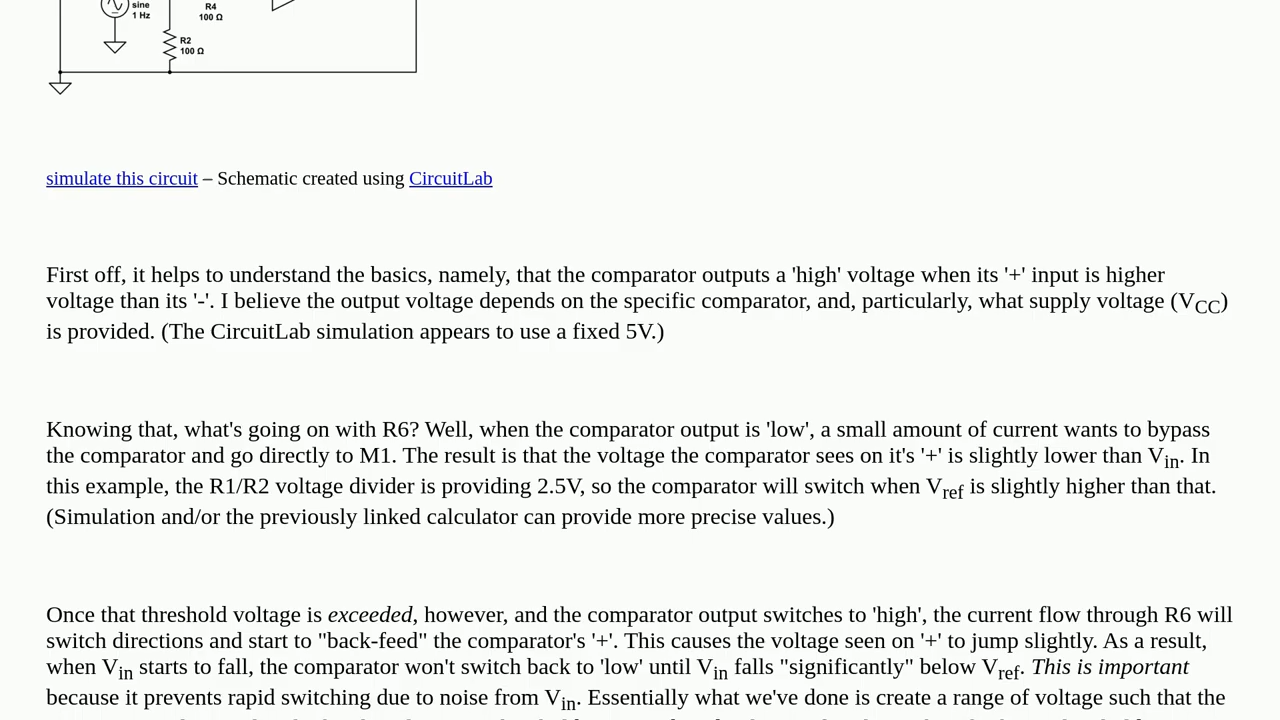 sine
1 Hz
R4
100 Ω
R2
100 Ω
simulate this circuit – Schematic created using CircuitLab
First off, it helps to understand the basics, namely, that the comparator outputs a 'high' voltage when its '+' input is higher
voltage than its '-'. I believe the output voltage depends on the specific comparator, and, particularly, what supply voltage (VCC)
is provided. (The CircuitLab simulation appears to use a fixed 5V.)
Knowing that, what's going on with R6? Well, when the comparator output is 'low', a small amount of current wants to bypass
the comparator and go directly to M1. The result is that the voltage the comparator sees on it's '+' is slightly lower than Vin. In
this example, the R1/R2 voltage divider is providing 2.5V, so the comparator will switch when Vref is slightly higher than that.
(Simulation and/or the previously linked calculator can provide more precise values.)
Once that threshold voltage is exceeded, however, and the comparator output switches to 'high', the current flow through R6 will
switch directions and start to "back-feed" the comparator's '+'. This causes the voltage seen on '+' to jump slightly. As a result,
when Vin starts to fall, the comparator won't switch back to 'low' until Vin falls "significantly" below Vref. This is important
because it prevents rapid switching due to noise from Vin. Essentially what we've done is create a range of voltage such that the